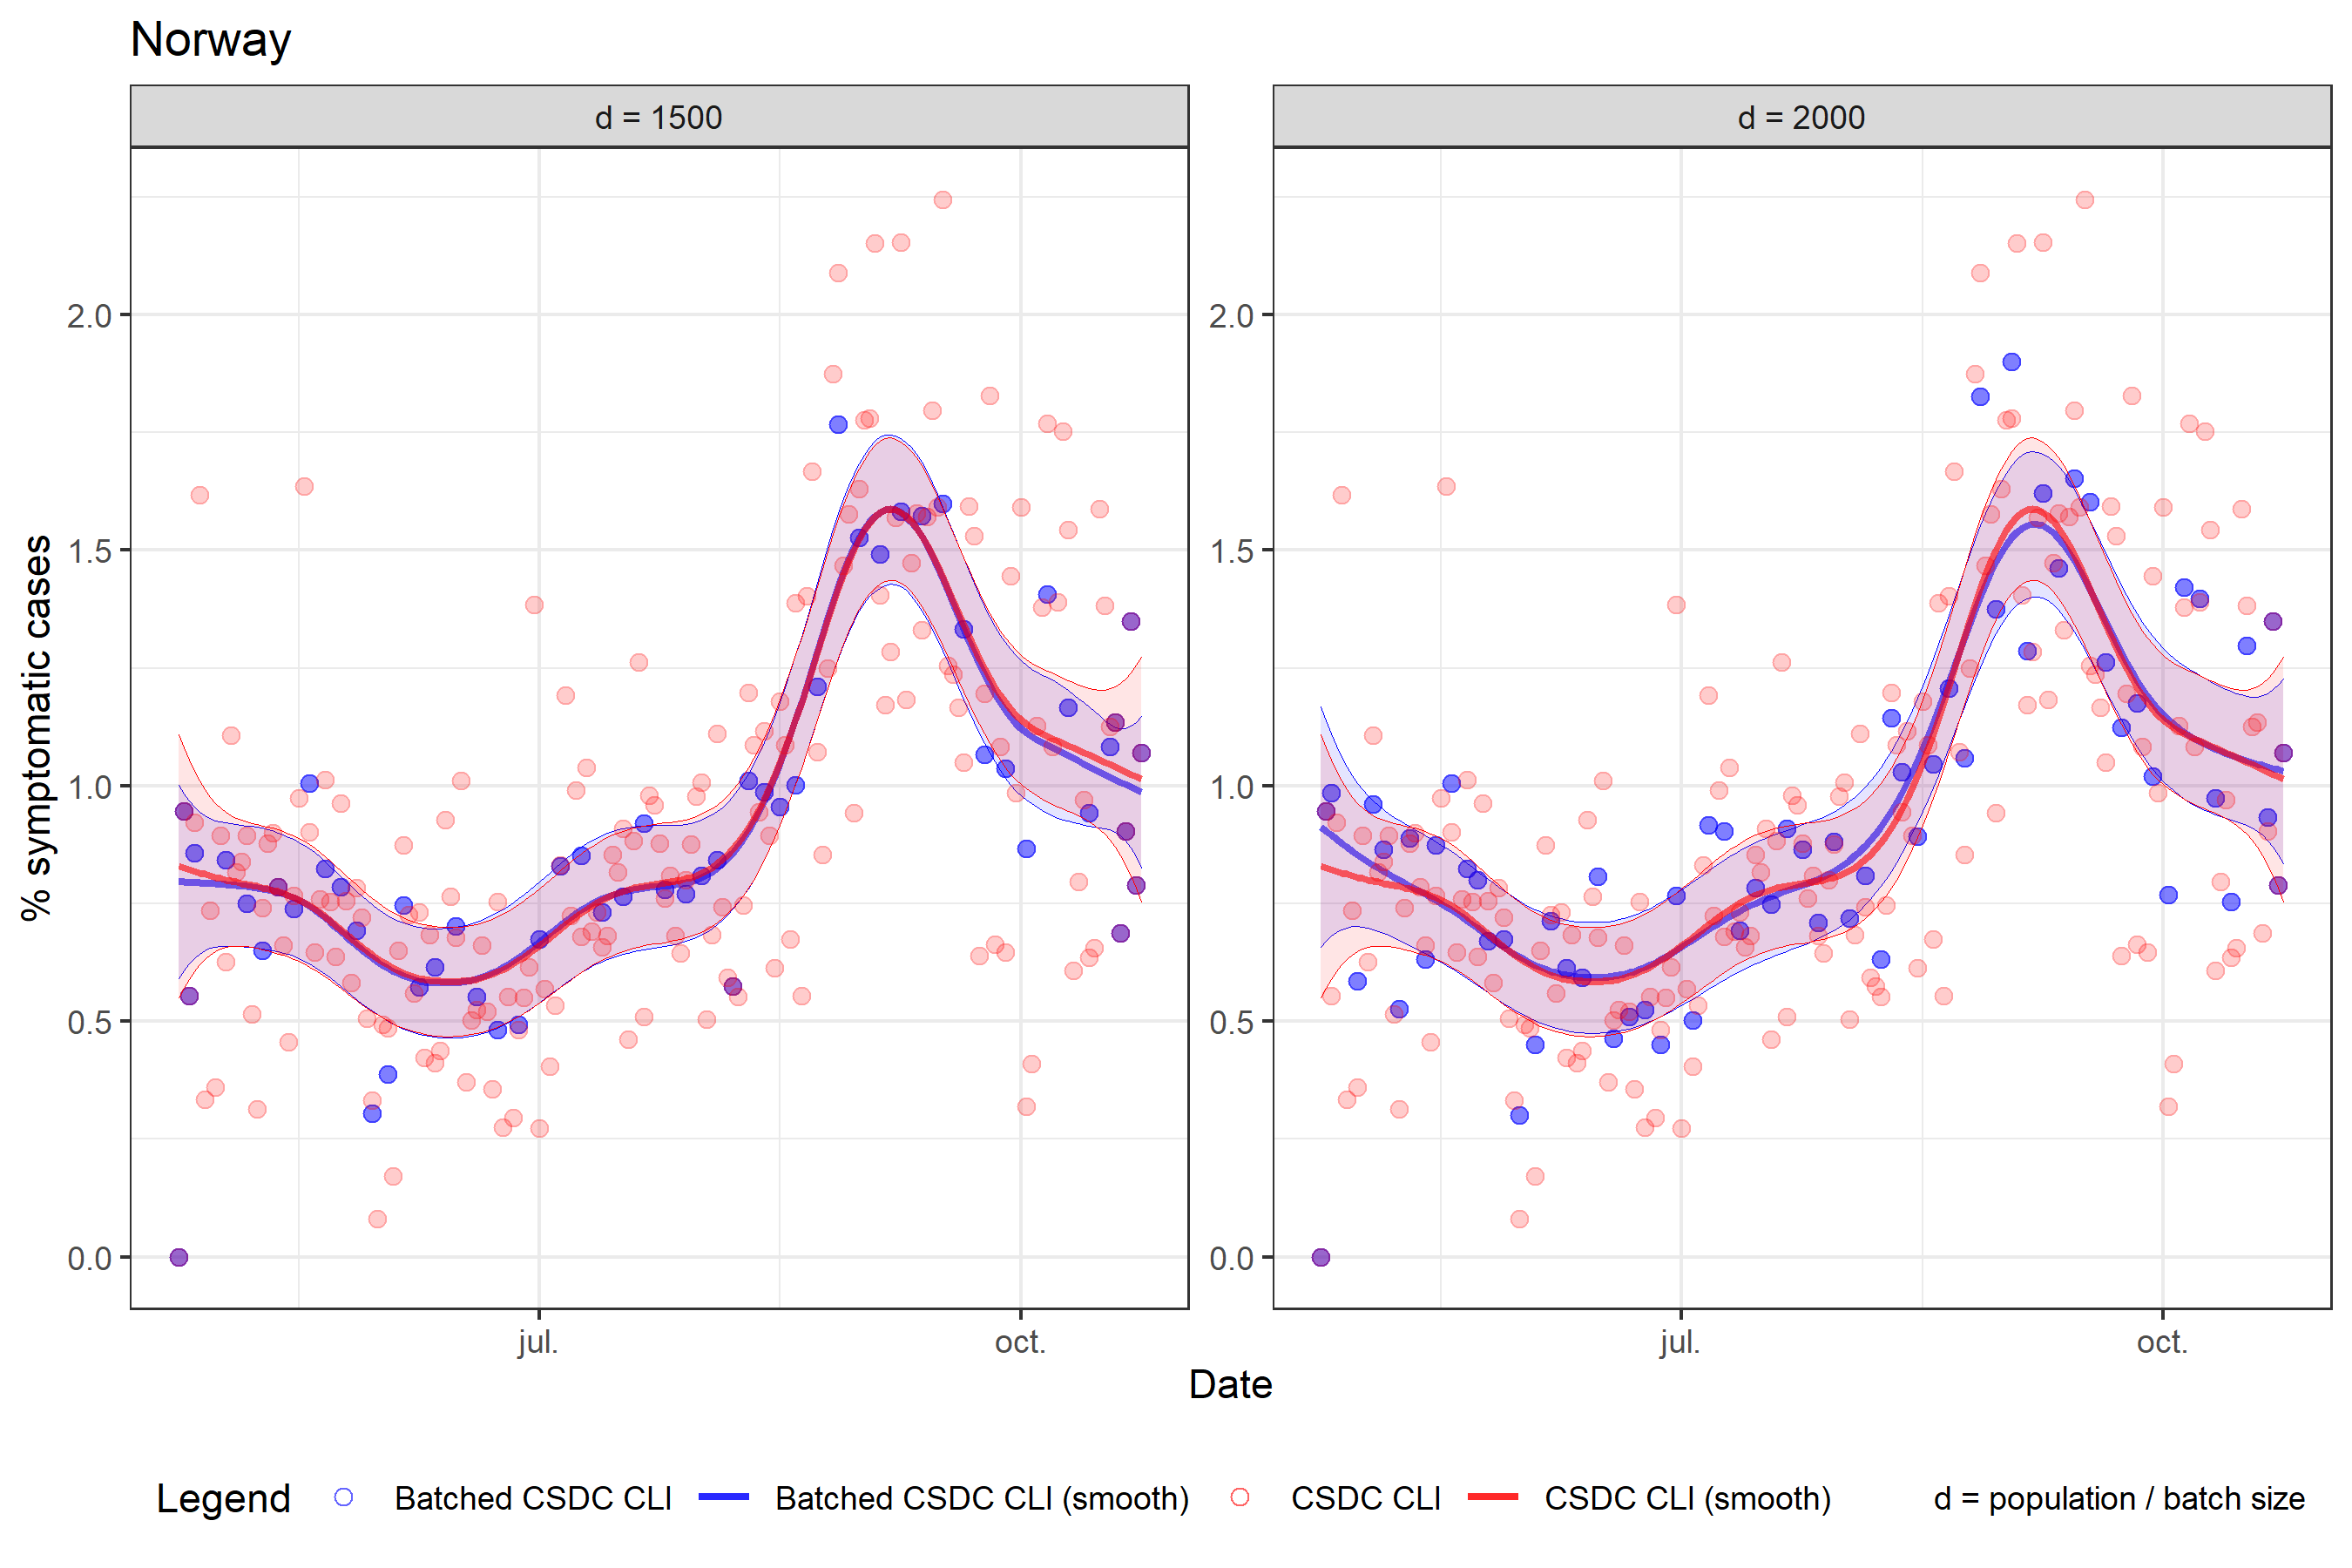 Norway
d = 1500
d = 2000
% symptomatic cases
2.0
1.5
1.0
0.5
0.0
2.0
1.5
1.0
0.5
0.0
jul.
oct.
jul.
oct.
Date
Legend Batched CSDC CLI Batched CSDC CLI (smooth) CSDC CLI CSDC CLI (smooth) d = population / batch size